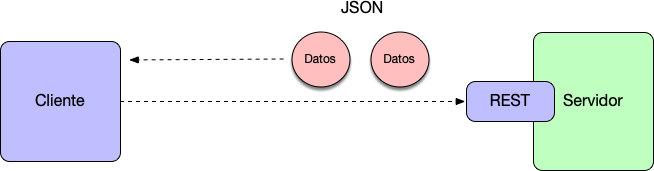 JSON
Datos
Datos
Cliente
REST
Servidor